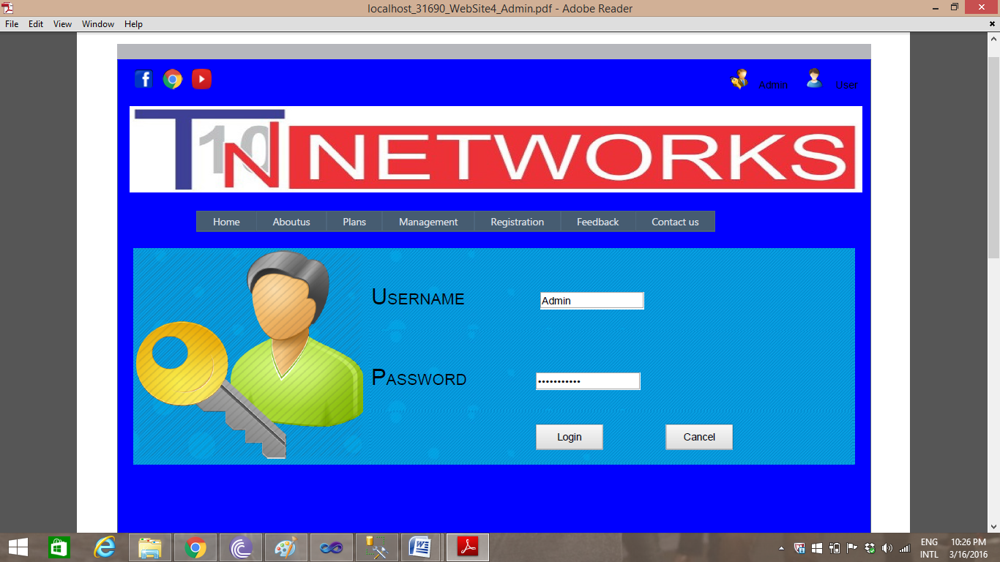 localhost_31690_WebSite4_Admin.pdf - Adobe Reader
File Edit View Window Help
Admin User
T10N NETWORKS
Home Aboutus Plans Management Registration Feedback Contact us
USERNAME Admin
PASSWORD •••••••••••
Login Cancel
ENG 10:26 PM
INTL 3/16/2016